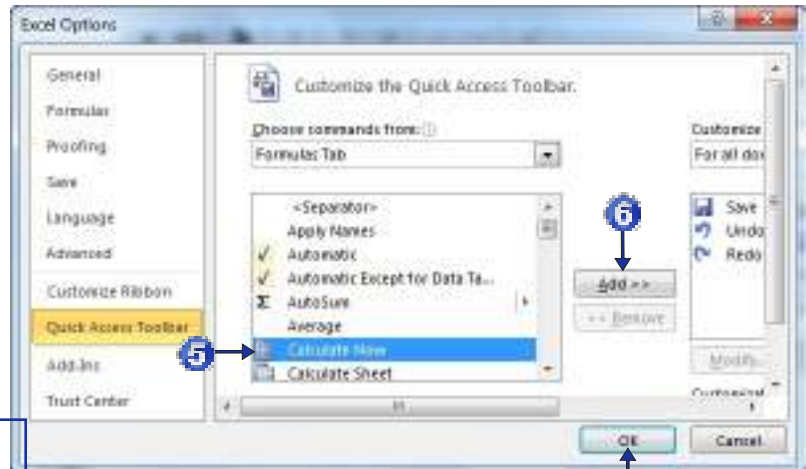 Excel Options
General
Formulas
Proofing
Save
Language
Advanced
Customize Ribbon
Quick Access Toolbar
Add-Ins
Trust Center
Customize the Quick Access Toolbar.
Choose commands from:
Formulas Tab
<Separator>
Apply Names
Automatic
Automatic Except for Data Ta...
AutoSum
Average
Calculate Now
Calculate Sheet
5
6
Add >>
<< Remove
Customize
For all do
Save
Undo
Redo
Modify...
OK
Cancel